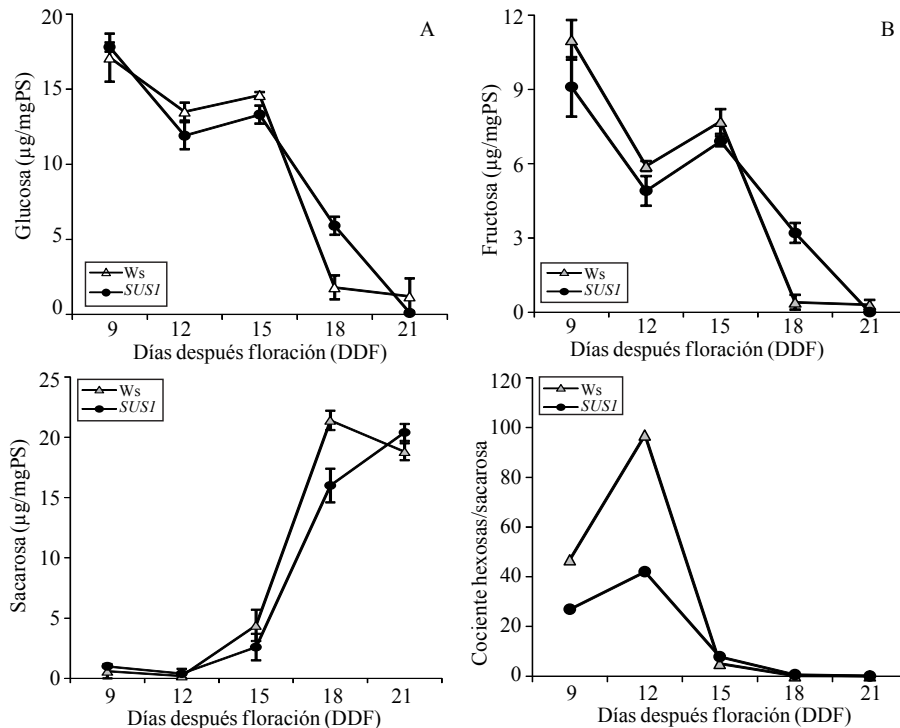 A
Glucosa (µg/mgPS)
20
15
10
5
0
Ws
SUS1
9 12 15 18 21
Días después floración (DDF)
B
Fructosa (µg/mgPS)
12
9
6
3
0
Ws
SUS1
9 12 15 18 21
Días después floración (DDF)
Sacarosa (µg/mgPS)
25
20
15
10
5
0
Ws
SUS1
9 12 15 18 21
Días después floración (DDF)
Cociente hexosas/sacarosa
120
100
80
60
40
20
0
Ws
SUS1
9 12 15 18 21
Días después floración (DDF)